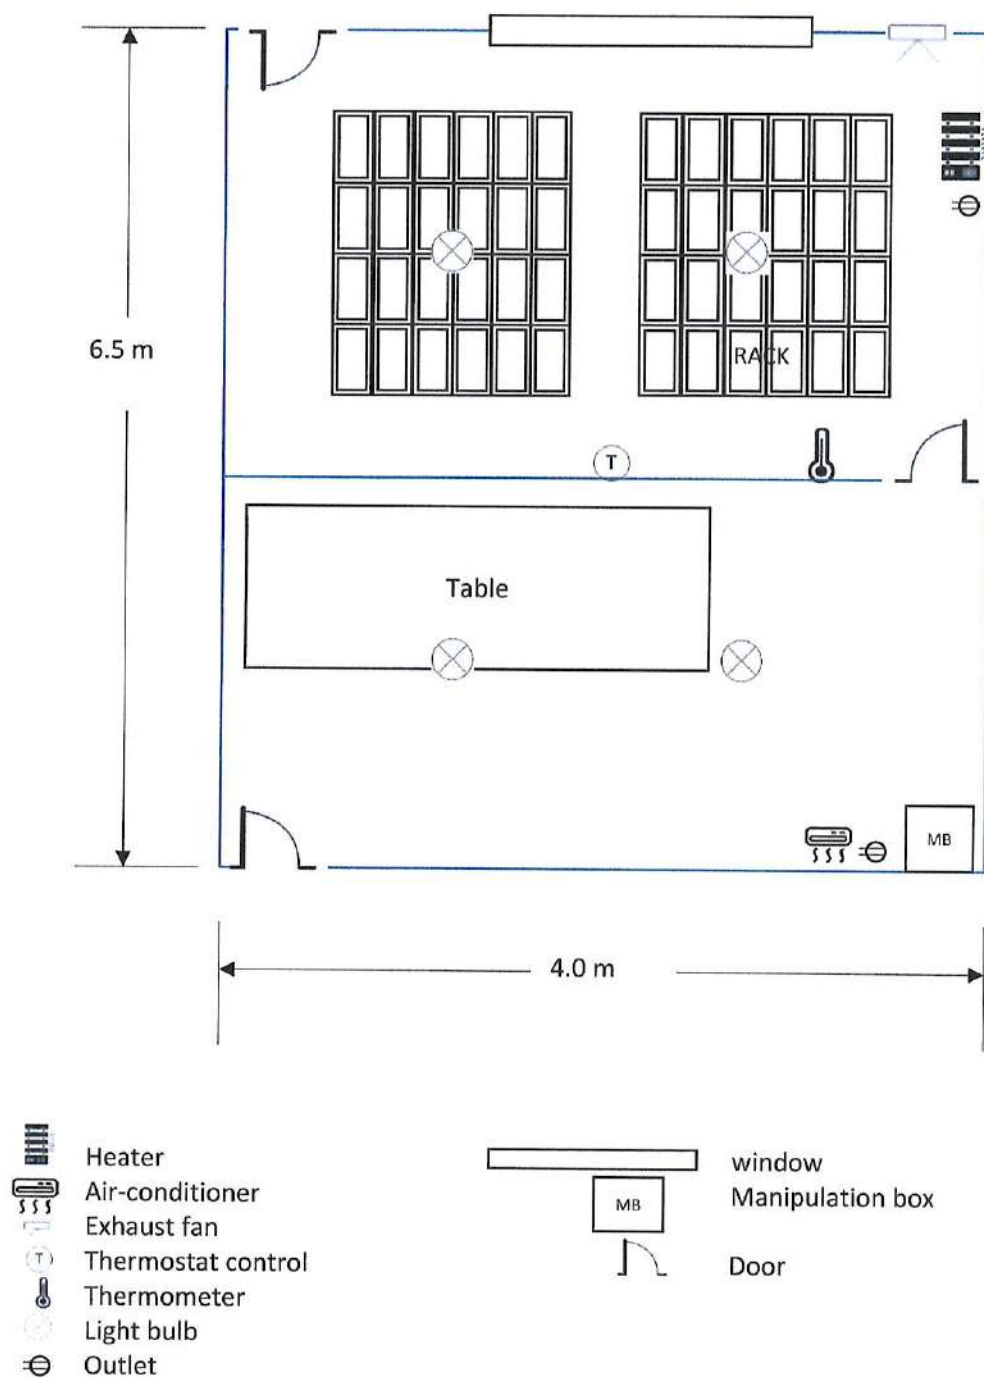 6.5 m
RACK
T
Table
MB
4.0 m
Heater
Air-conditioner
Exhaust fan
T
Thermostat control
Thermometer
Light bulb
Outlet
window
MB
Manipulation box
Door